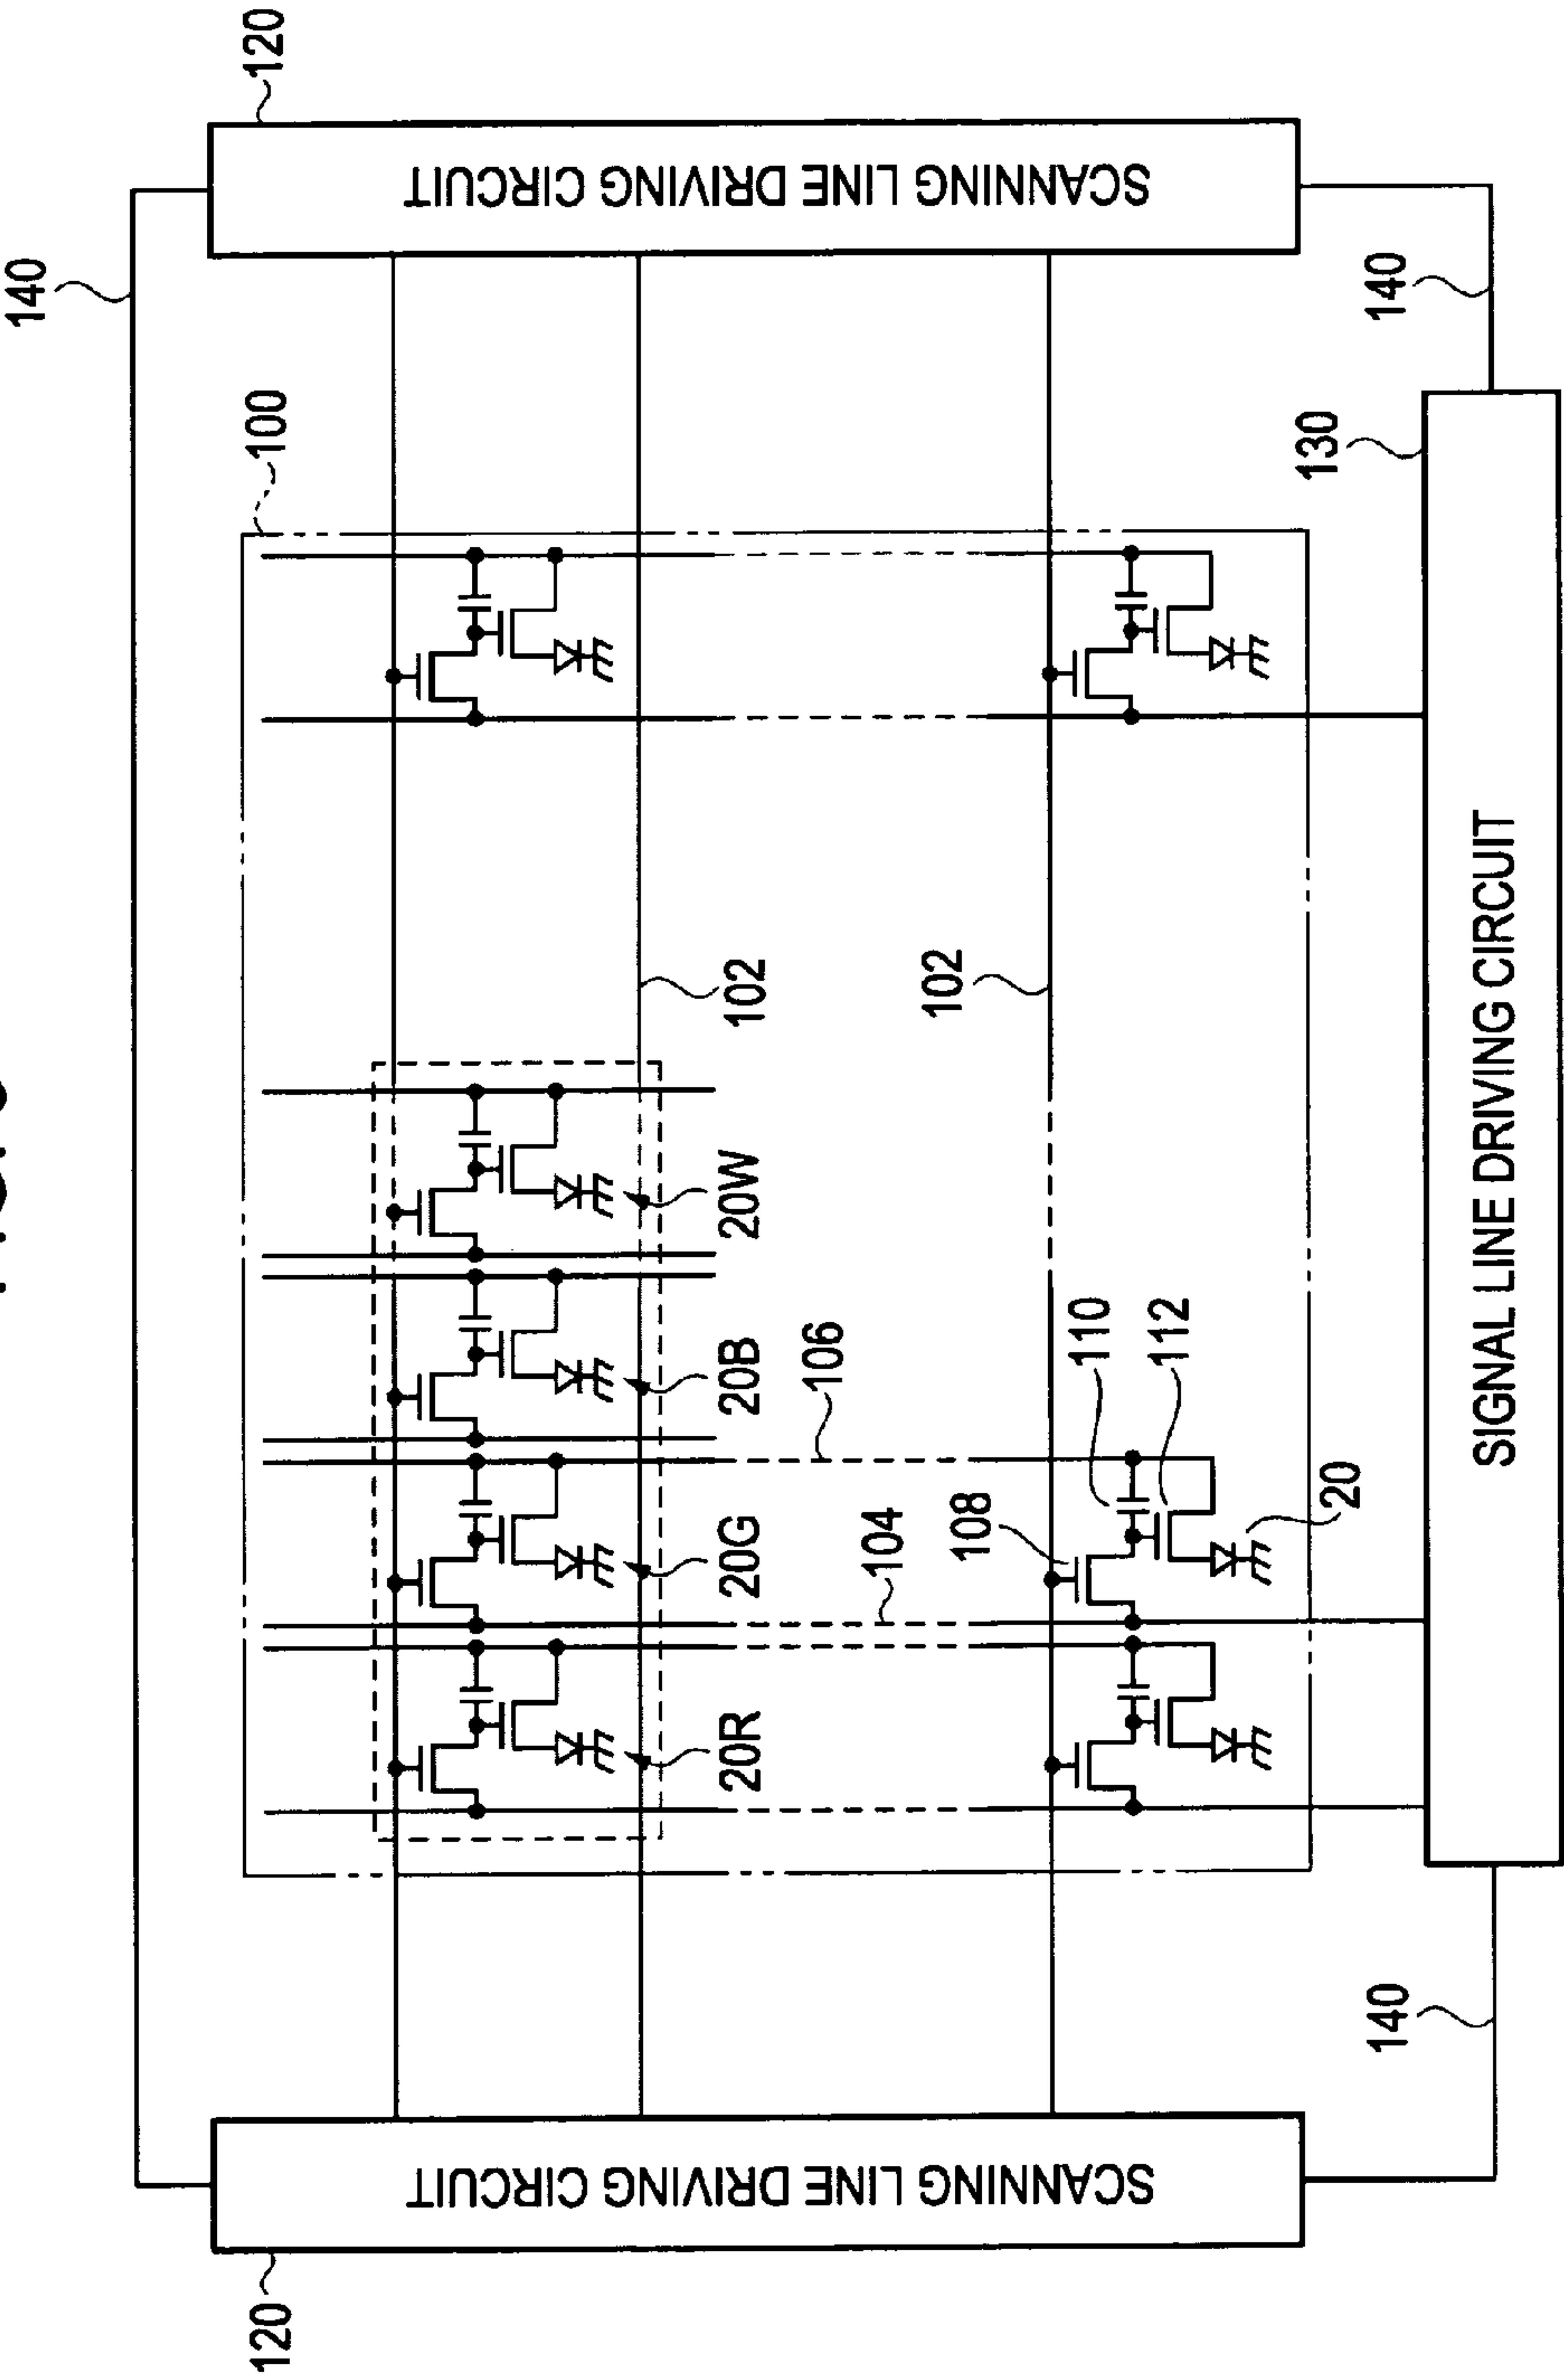 140
120
100
120
SCANNING LINE DRIVING CIRCUIT
SCANNING LINE DRIVING CIRCUIT
20R
20G
20B
20W
102
106
104
102
108
110
112
130
20
140
140
SIGNAL LINE DRIVING CIRCUIT